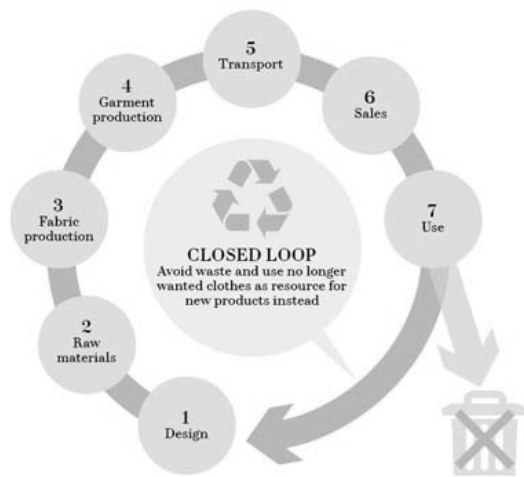 5
Transport
4
Garment
production
6
Sales
3
Fabric
production
7
Use
CLOSED LOOP
Avoid waste and use no longer
wanted clothes as resource for
new products instead
2
Raw
materials
1
Design